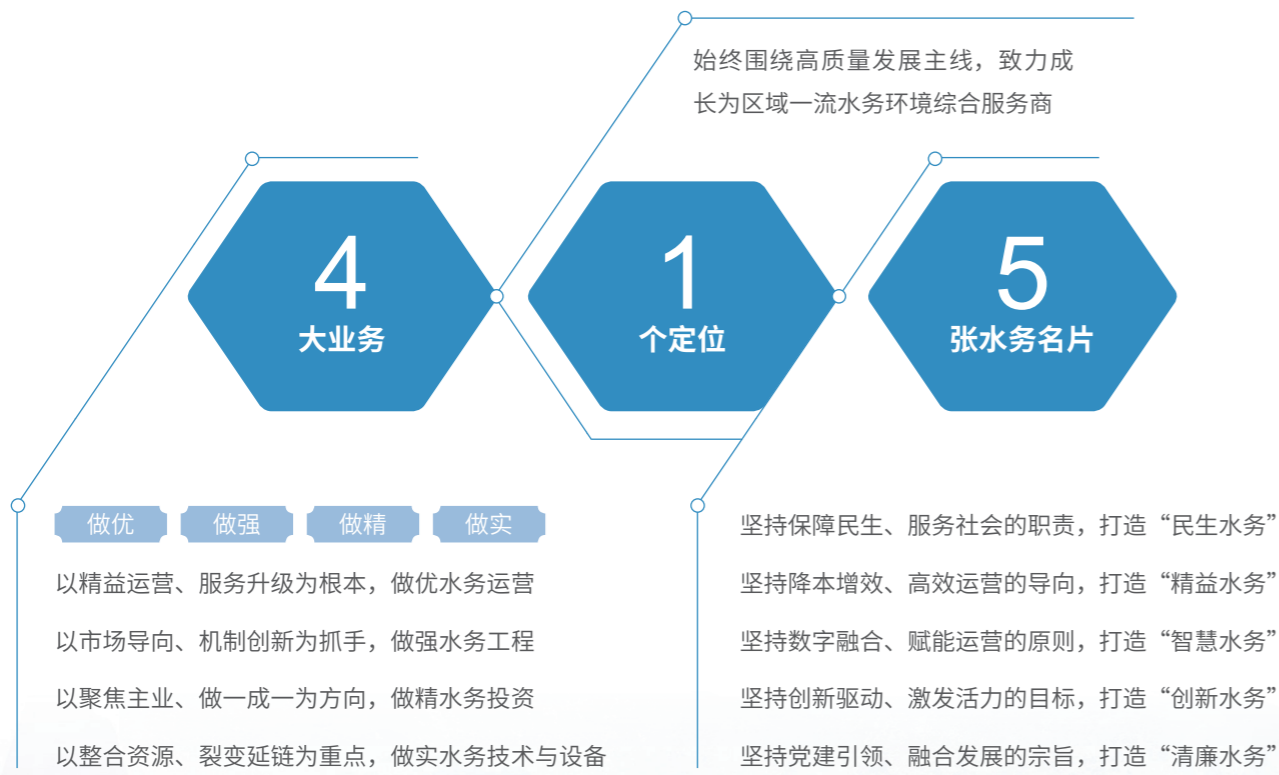 始终围绕高质量发展主线，致力成
长为区域一流水务环境综合服务商
4
大业务
1
个定位
5
张水务名片
做优
做强
做精
做实
以精益运营、服务升级为根本，做优水务运营
以市场导向、机制创新为抓手，做强水务工程
以聚焦主业、做一成一为方向，做精水务投资
以整合资源、裂变延链为重点，做实水务技术与设备
坚持保障民生、服务社会的职责，打造“民生水务”
坚持降本增效、高效运营的导向，打造“精益水务”
坚持数字融合、赋能运营的原则，打造“智慧水务”
坚持创新驱动、激发活力的目标，打造“创新水务”
坚持党建引领、融合发展的宗旨，打造“清廉水务”